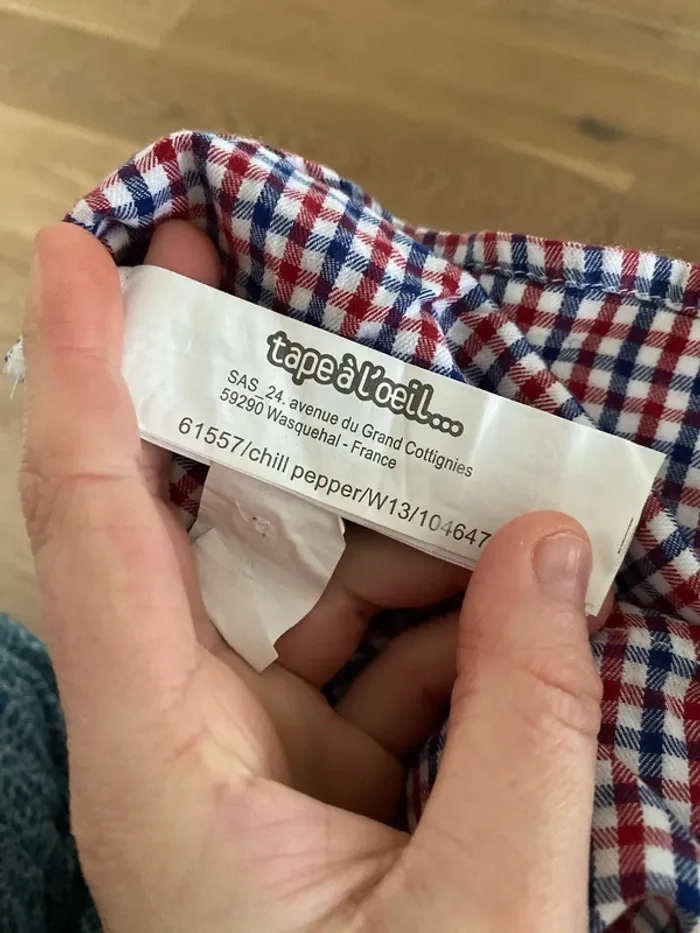 tape à l'oeil...
SAS_24, avenue du Grand Cottignies
59290 Wasquehal - France
61557/chill pepper/W13/104647